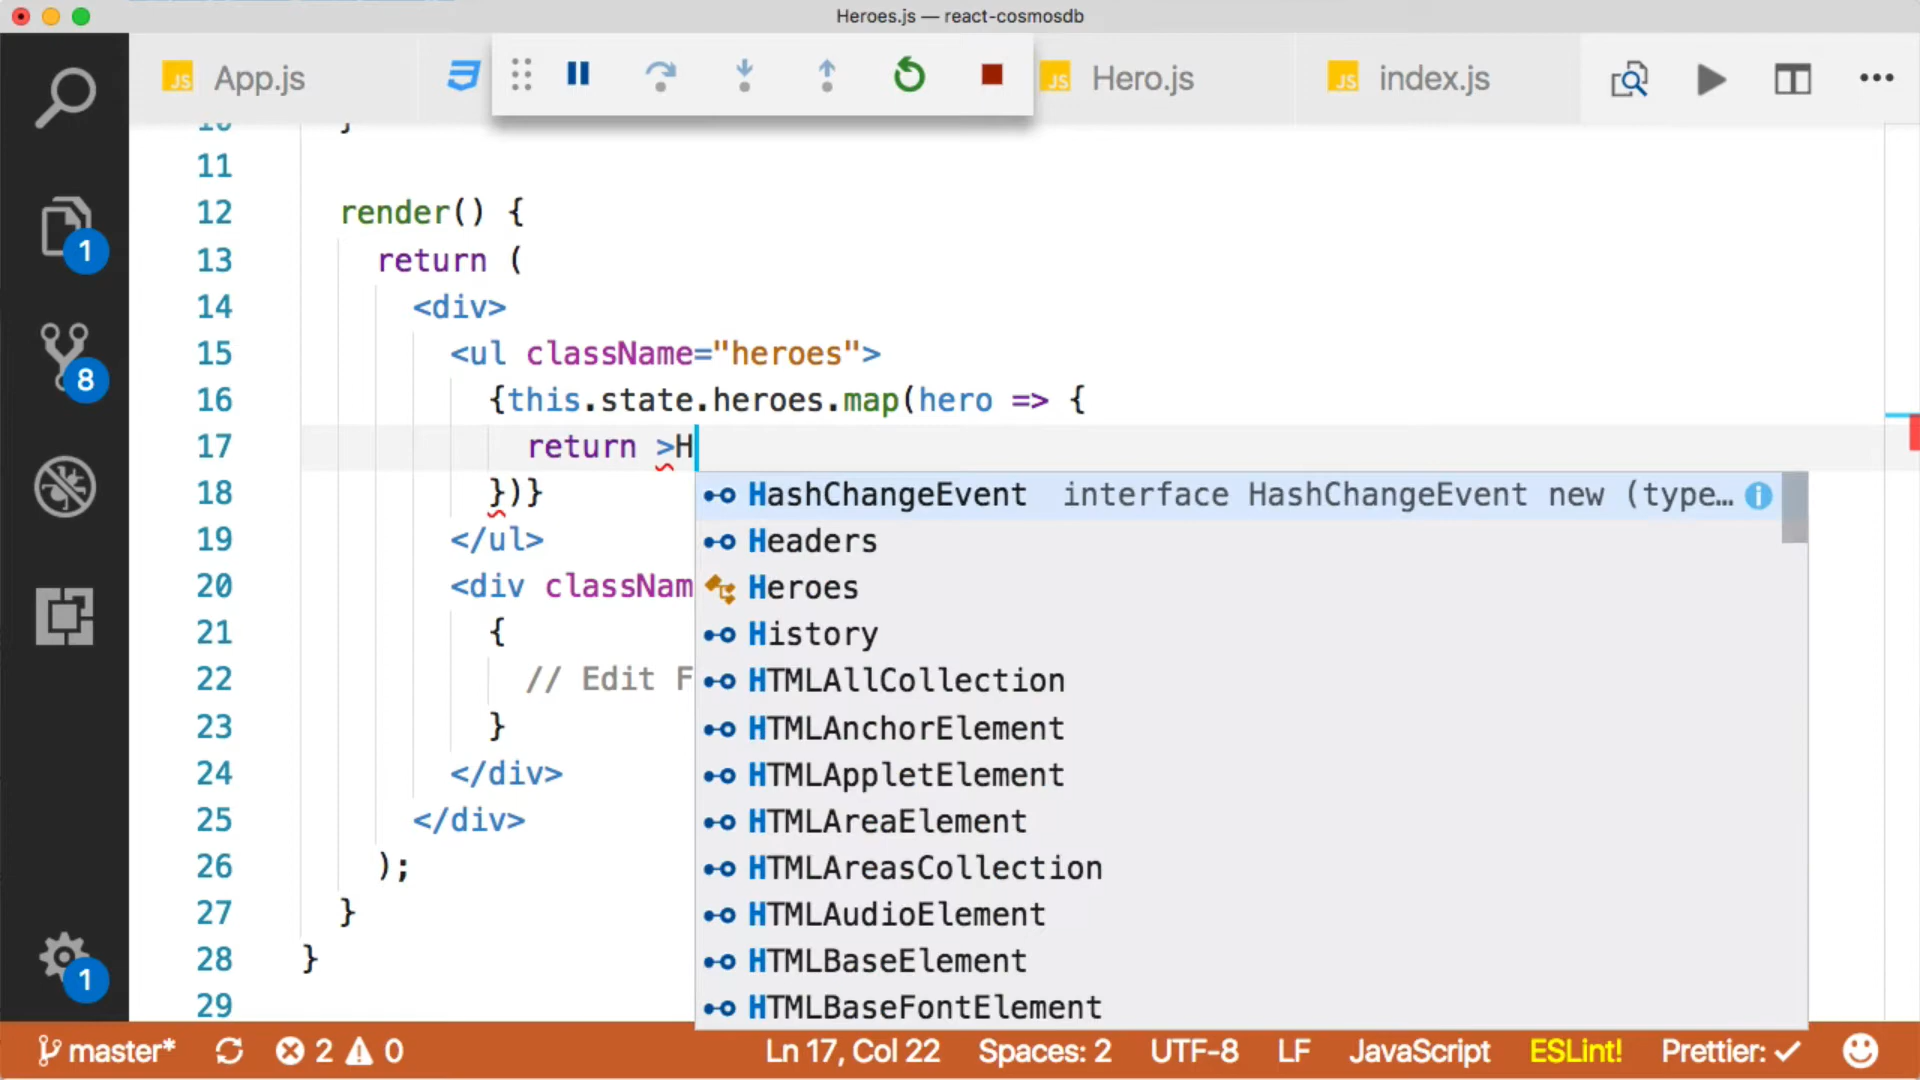 Heroes.js — react-cosmosdb
JS App.js
JS Hero.js
JS index.js
10 }
11
12 render() {
13 return (
14 <div>
15 <ul className="heroes">
16 {this.state.heroes.map(hero => {
17 return >H
18 })}
19 </ul>
20 <div classNam
21 {
22 // Edit F
23 }
24 </div>
25 </div>
26 );
27 }
28 }
29
HashChangeEvent interface HashChangeEvent new (type…
Headers
Heroes
History
HTMLAllCollection
HTMLAnchorElement
HTMLAppletElement
HTMLAreaElement
HTMLAreasCollection
HTMLAudioElement
HTMLBaseElement
HTMLBaseFontElement
1
8
1
master* 2 0 Ln 17, Col 22 Spaces: 2 UTF-8 LF JavaScript ESLint! Prettier: ✓